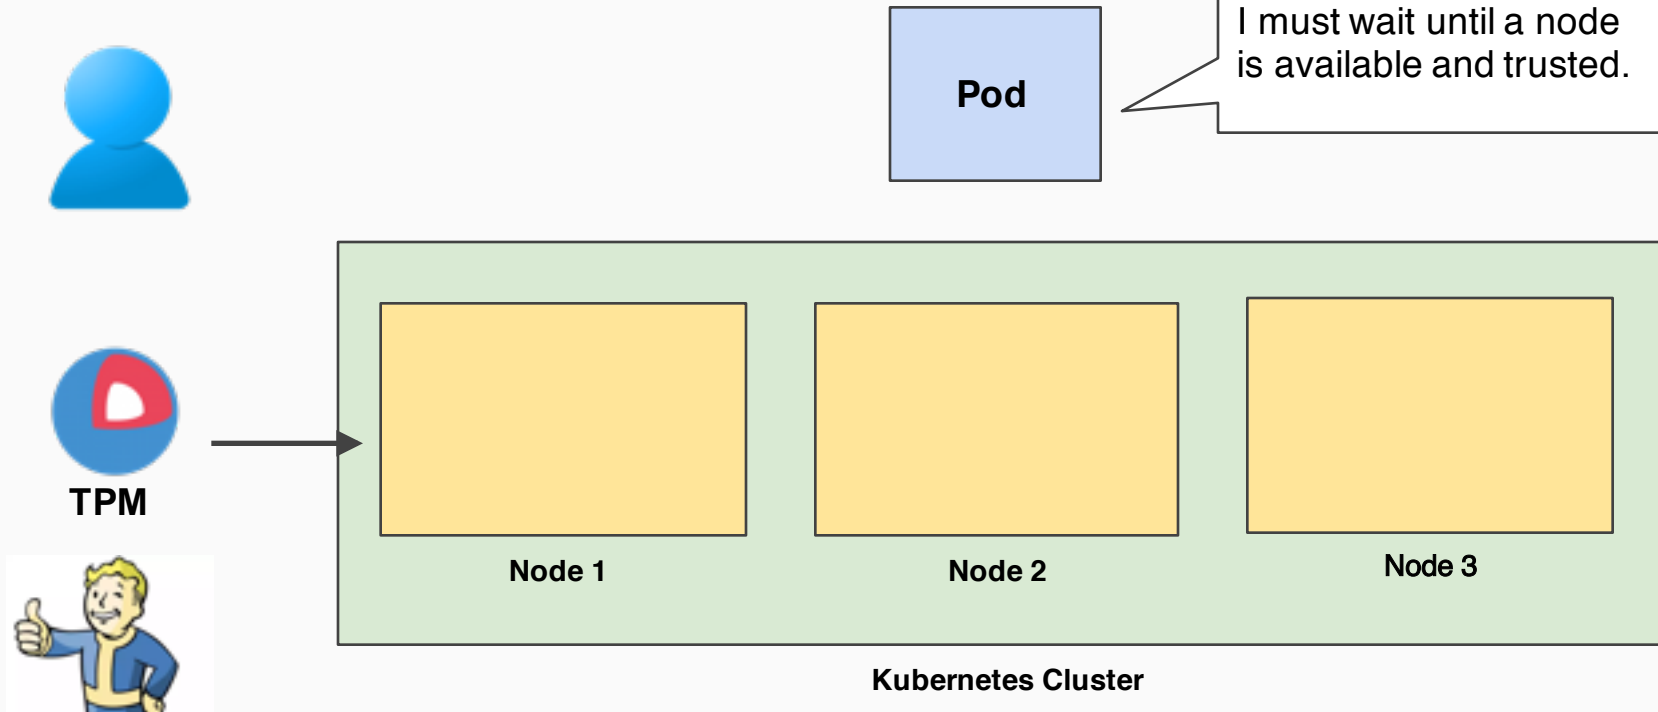 I must wait until a node
is available and trusted.
Pod
TPM
Node 1
Node 2
Node 3
Kubernetes Cluster